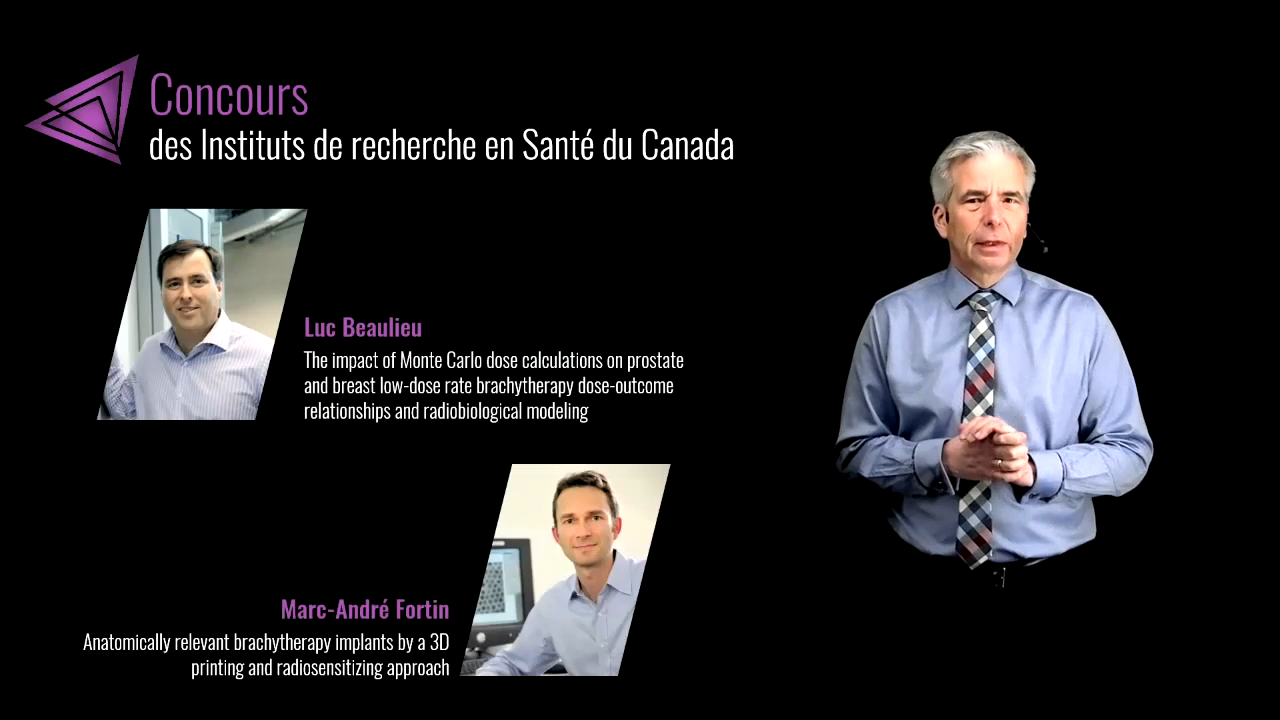 Concours
des Instituts de recherche en Santé du Canada
Luc Beaulieu
The impact of Monte Carlo dose calculations on prostate
and breast low-dose rate brachytherapy dose-outcome
relationships and radiobiological modeling
Marc-André Fortin
Anatomically relevant brachytherapy implants by a 3D
printing and radiosensitizing approach